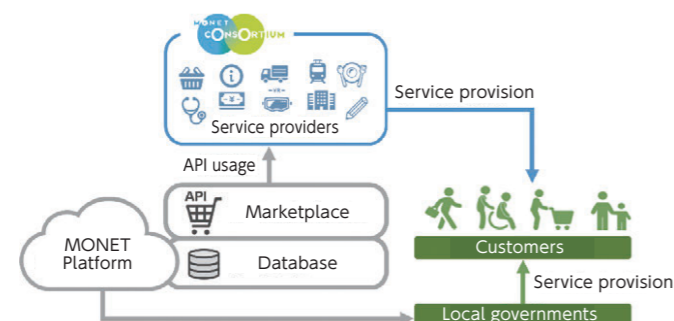 MONET
CONSORTIUM
Service providers
Service provision
API usage
API
Marketplace
MONET
Platform
Database
Customers
Service provision
Local governments